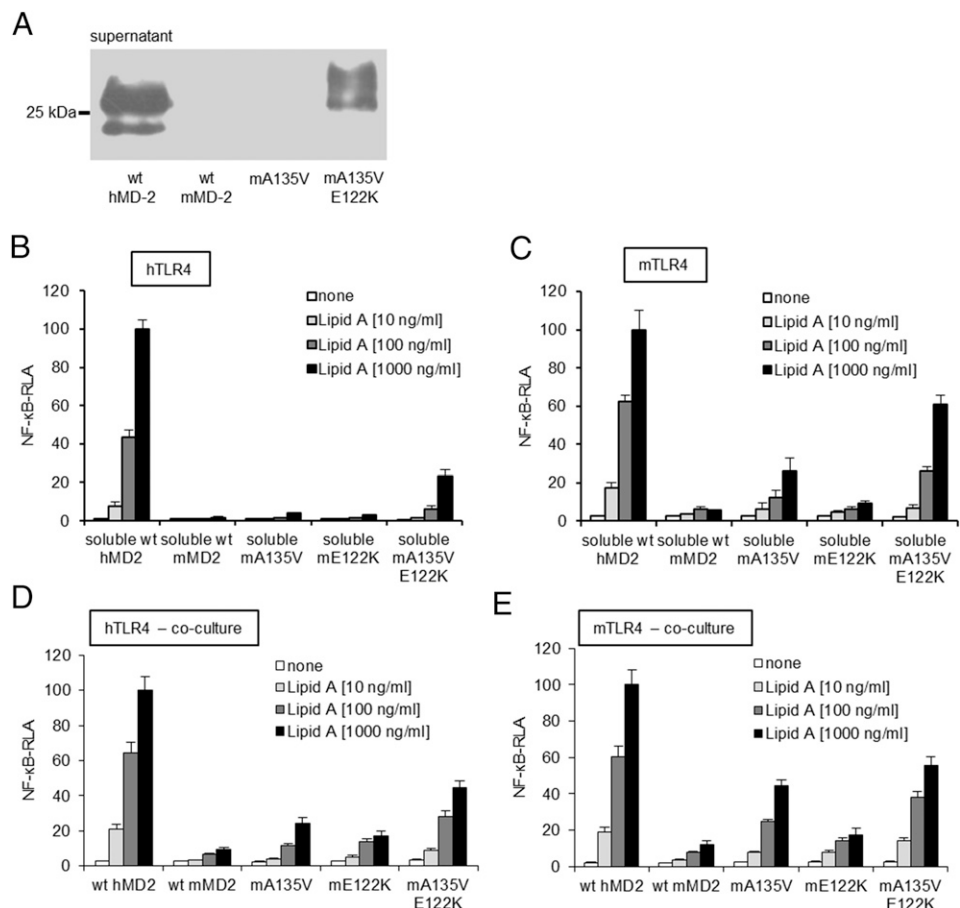 A
supernatant
25 kDa
wt hMD-2
wt mMD-2
mA135V
mA135V E122K
B
hTLR4
NF-κB-RLA
120
100
80
60
40
20
0
none
Lipid A [10 ng/ml]
Lipid A [100 ng/ml]
Lipid A [1000 ng/ml]
soluble wt hMD2
soluble wt mMD2
soluble mA135V
soluble mE122K
soluble mA135V E122K
C
mTLR4
NF-κB-RLA
120
100
80
60
40
20
0
none
Lipid A [10 ng/ml]
Lipid A [100 ng/ml]
Lipid A [1000 ng/ml]
soluble wt hMD2
soluble wt mMD2
soluble mA135V
soluble mE122K
soluble mA135V E122K
D
hTLR4 – co-culture
NF-κB-RLA
120
100
80
60
40
20
0
none
Lipid A [10 ng/ml]
Lipid A [100 ng/ml]
Lipid A [1000 ng/ml]
wt hMD2
wt mMD2
mA135V
mE122K
mA135V E122K
E
mTLR4 – co-culture
NF-κB-RLA
120
100
80
60
40
20
0
none
Lipid A [10 ng/ml]
Lipid A [100 ng/ml]
Lipid A [1000 ng/ml]
wt hMD2
wt mMD2
mA135V
mE122K
mA135V E122K